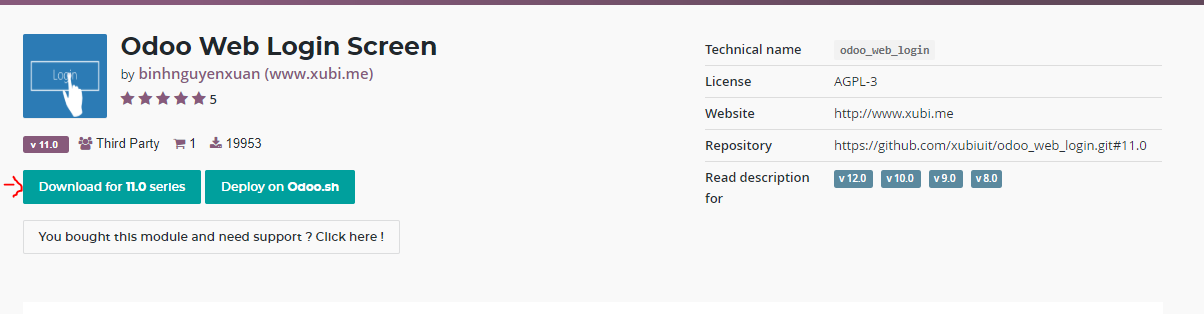 Login
Odoo Web Login Screen
by binhnguyenxuan (www.xubi.me)
5
v 11.0 Third Party 1 19953
Download for 11.0 series
Deploy on Odoo.sh
You bought this module and need support ? Click here !
Technical name odoo_web_login
License AGPL-3
Website http://www.xubi.me
Repository https://github.com/xubiuit/odoo_web_login.git#11.0
Read description for v 12.0 v 10.0 v 9.0 v 8.0